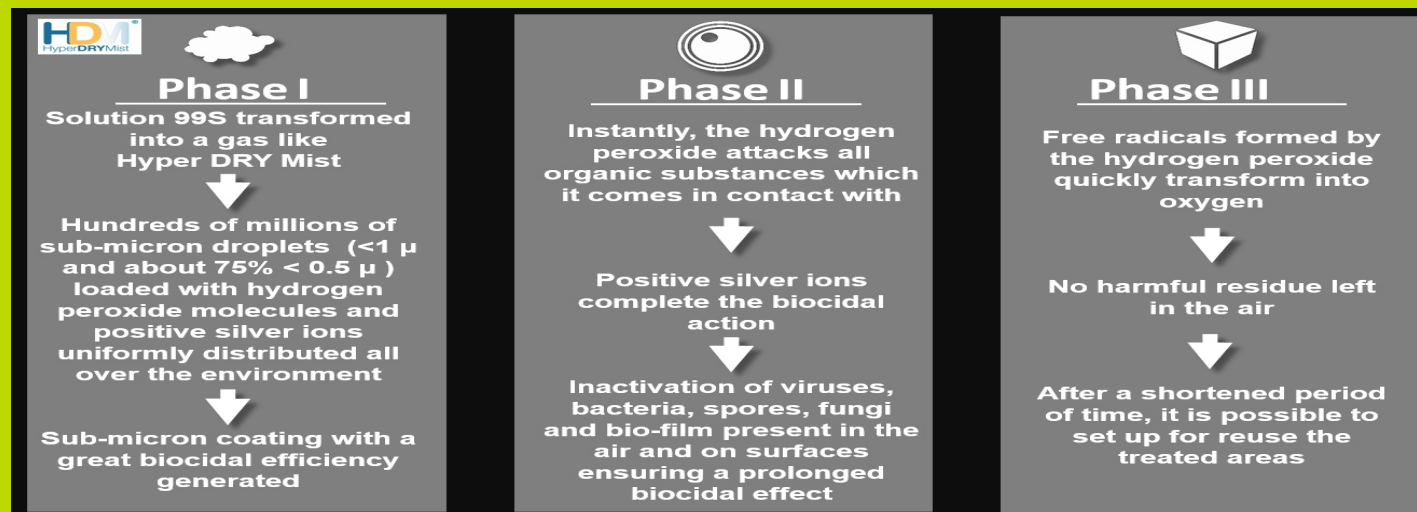 HDM
HyperDRYMist
Phase I
Solution 99S transformed
into a gas like
Hyper DRY Mist
Hundreds of millions of
sub-micron droplets (<1 µ
and about 75% < 0.5 µ )
loaded with hydrogen
peroxide molecules and
positive silver ions
uniformly distributed all
over the environment
Sub-micron coating with a
great biocidal efficiency
generated
Phase II
Instantly, the hydrogen
peroxide attacks all
organic substances which
it comes in contact with
Positive silver ions
complete the biocidal
action
Inactivation of viruses,
bacteria, spores, fungi
and bio-film present in the
air and on surfaces
ensuring a prolonged
biocidal effect
Phase III
Free radicals formed by
the hydrogen peroxide
quickly transform into
oxygen
No harmful residue left
in the air
After a shortened period
of time, it is possible to
set up for reuse the
treated areas